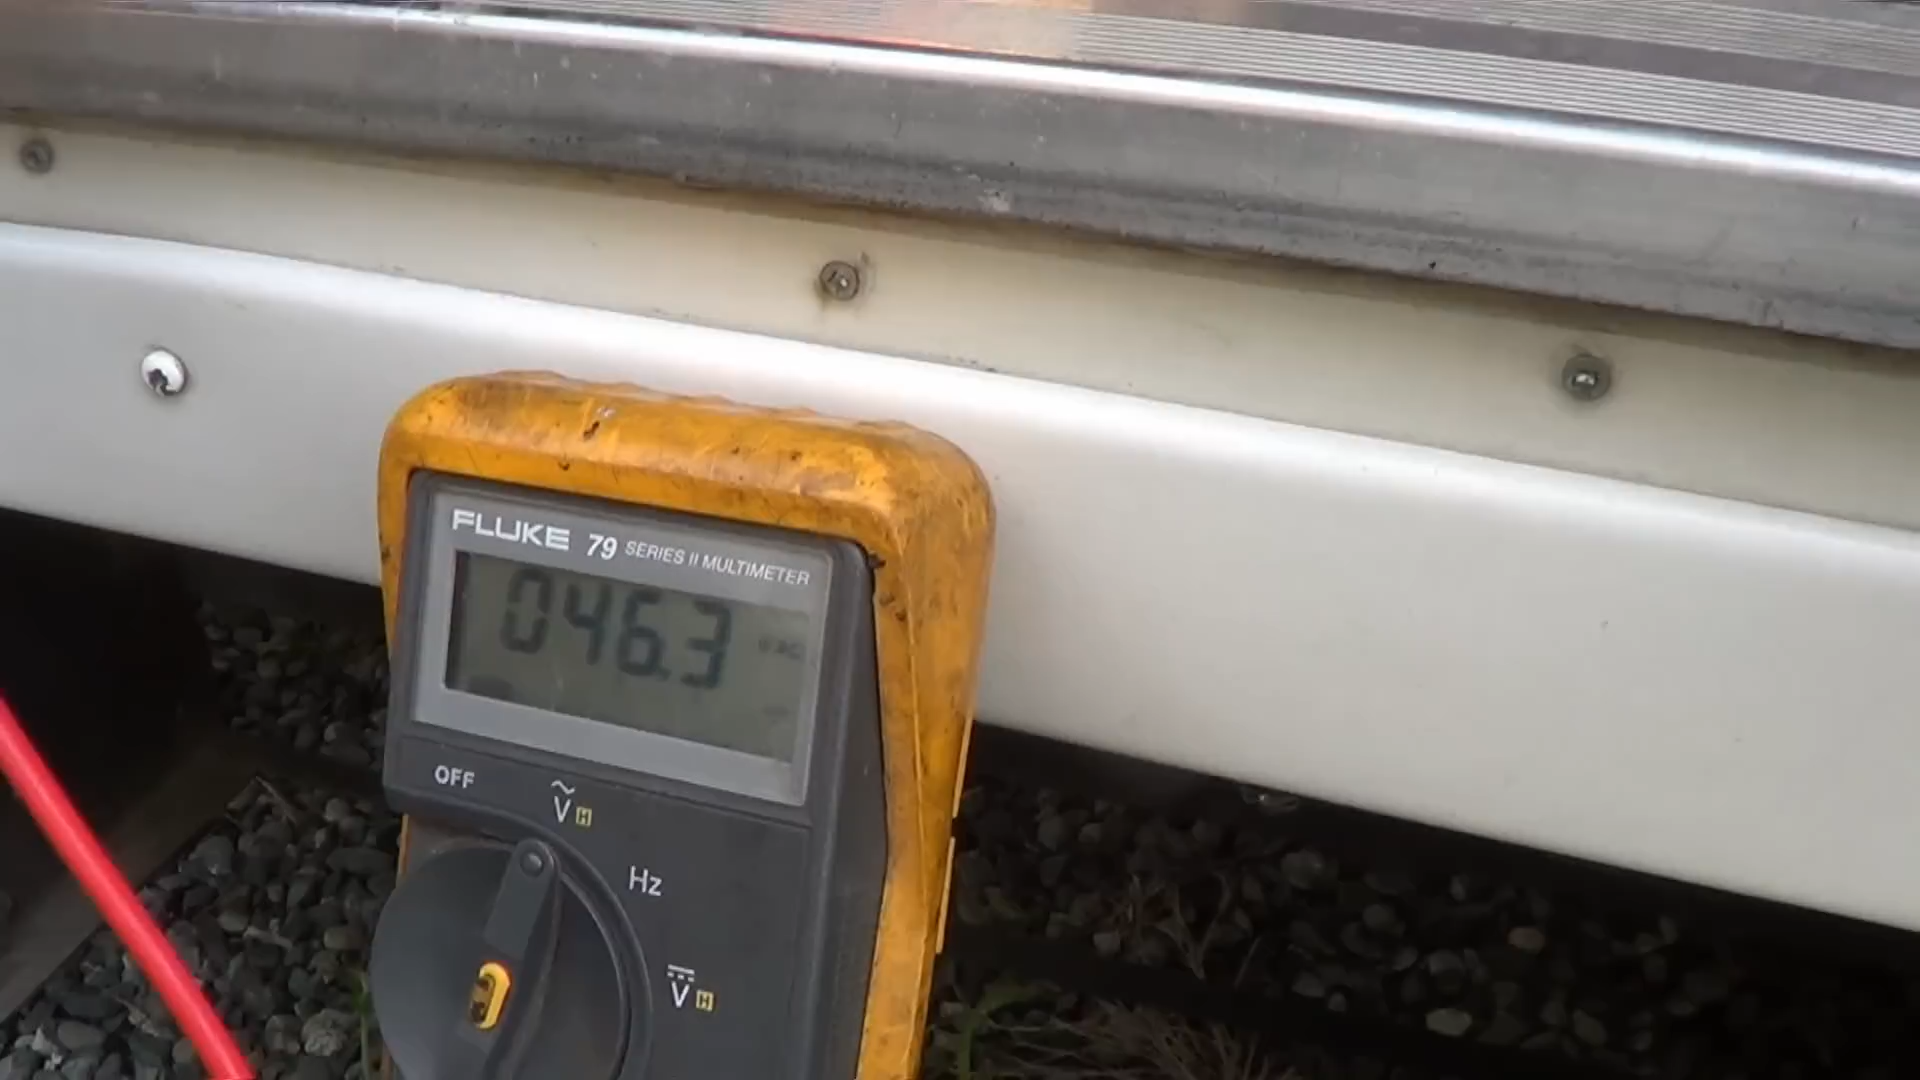 FLUKE 79 SERIES II MULTIMETER
046.3
OFF
V H
Hz
V H